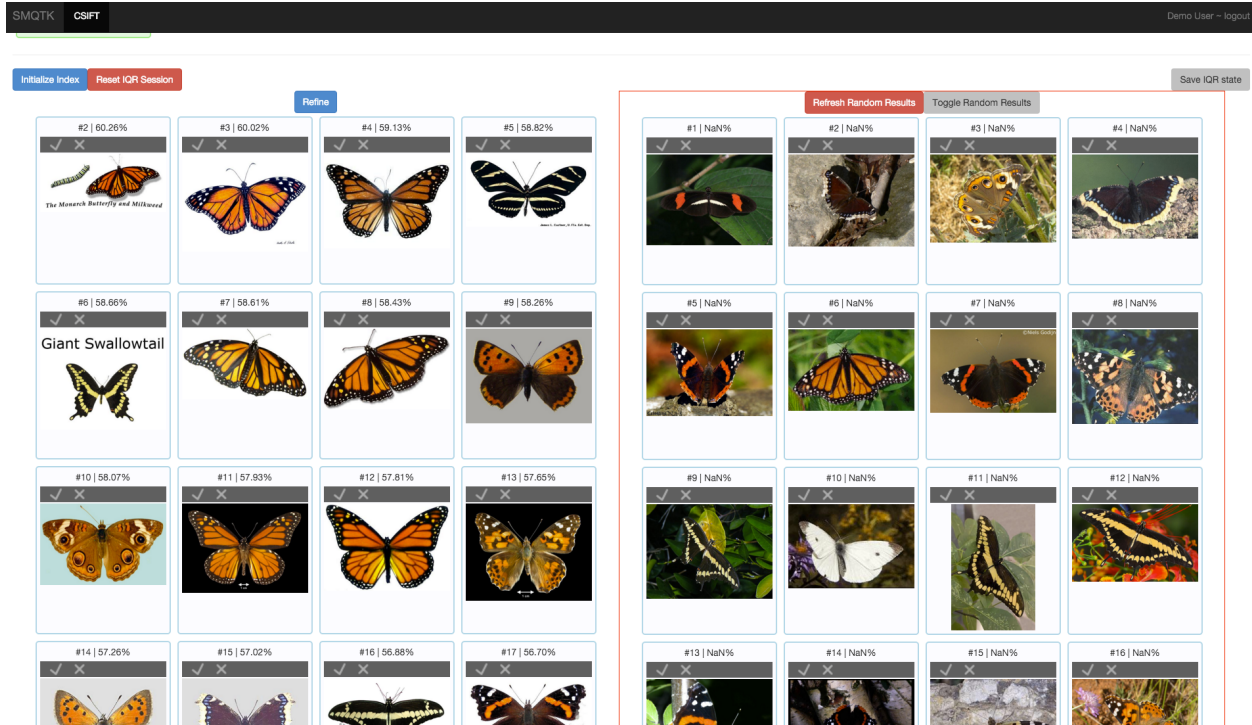 SMQTK CSIFT Demo User ~ logout
Initialize Index Reset IQR Session Save IQR state
Refine Refresh Random Results Toggle Random Results
#2 | 60.26% #3 | 60.02% #4 | 59.13% #5 | 58.82% #1 | NaN% #2 | NaN% #3 | NaN% #4 | NaN%
The Monarch Butterfly and Milkweed
#6 | 58.66% #7 | 58.61% #8 | 58.43% #9 | 58.26% #5 | NaN% #6 | NaN% #7 | NaN% #8 | NaN%
Giant Swallowtail
#10 | 58.07% #11 | 57.93% #12 | 57.81% #13 | 57.65% #9 | NaN% #10 | NaN% #11 | NaN% #12 | NaN%
#14 | 57.26% #15 | 57.02% #16 | 56.88% #17 | 56.70% #13 | NaN% #14 | NaN% #15 | NaN% #16 | NaN%